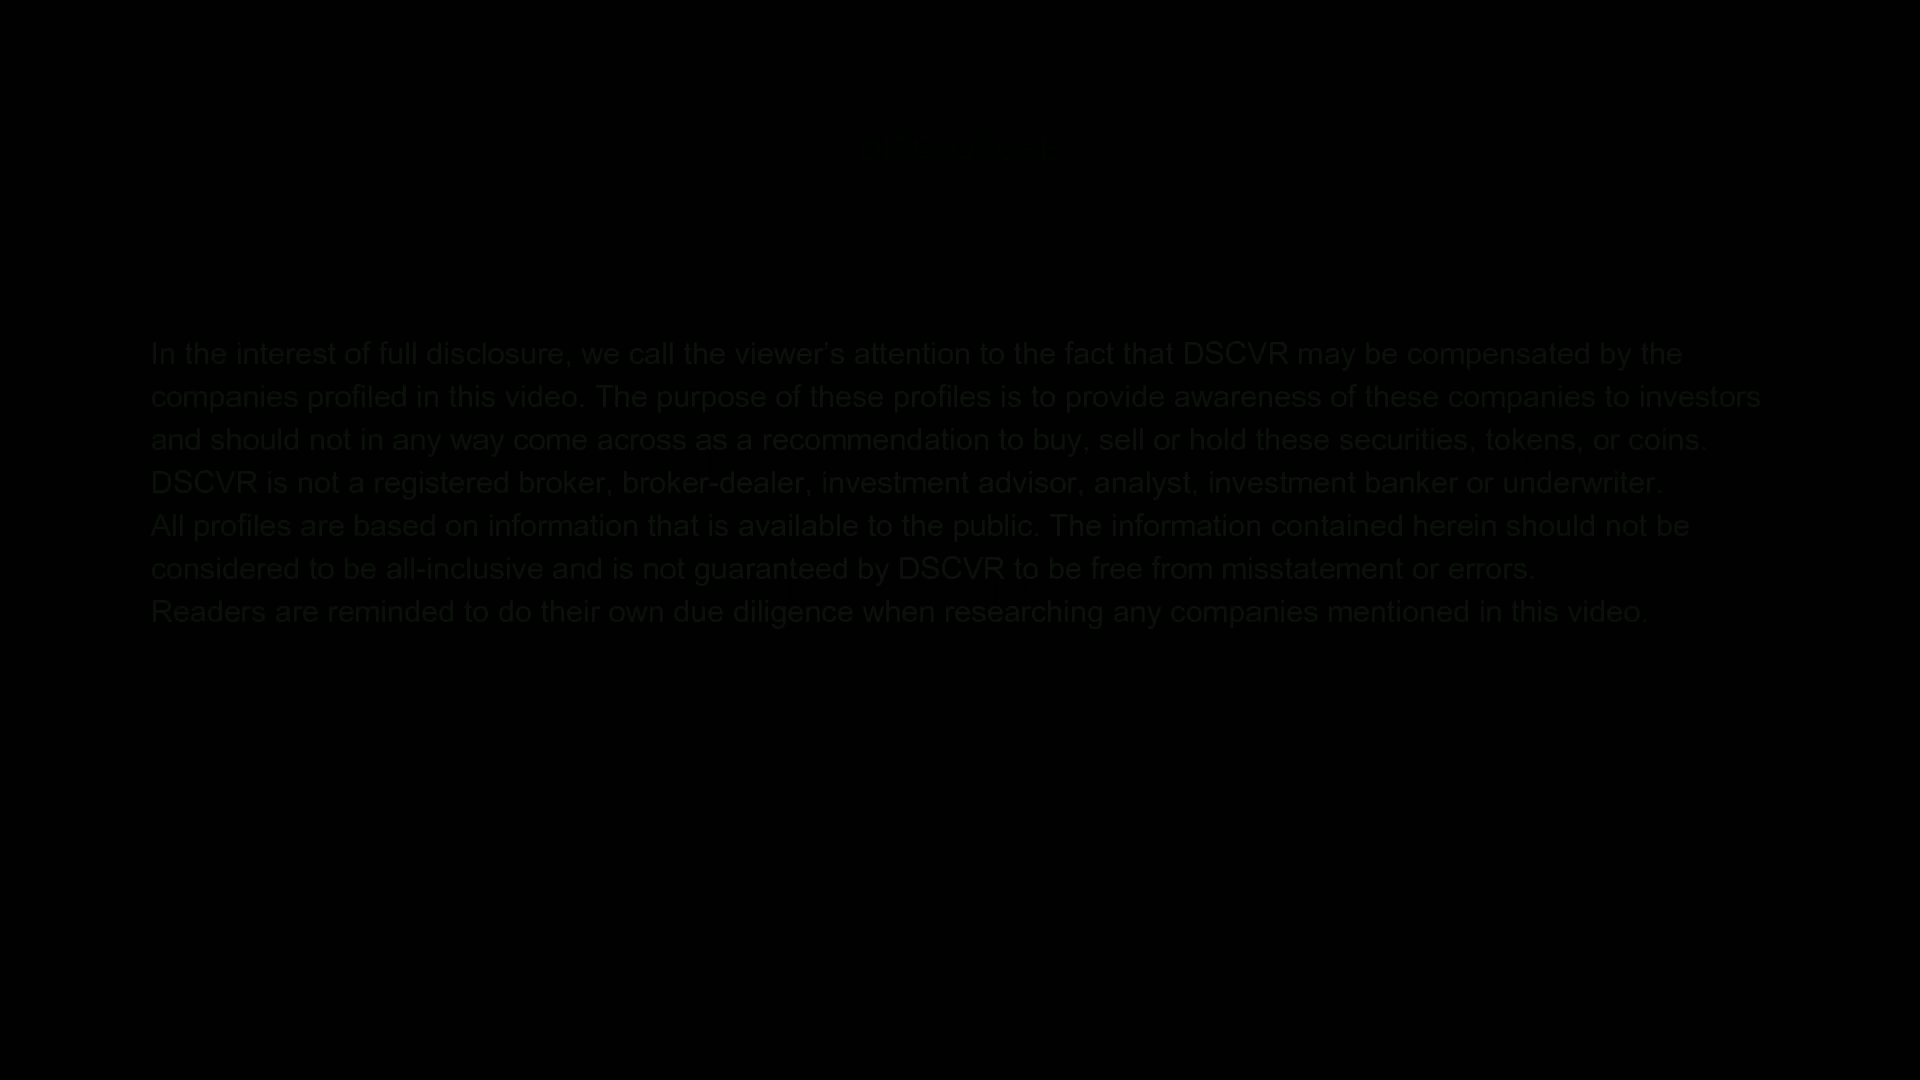 In the interest of full disclosure, we call the viewer’s attention to the fact that DSCVR may be compensated by the
companies profiled in this video. The purpose of these profiles is to provide awareness of these companies to investors
and should not in any way come across as a recommendation to buy, sell or hold these securities, tokens, or coins.
DSCVR is not a registered broker, broker-dealer, investment advisor, analyst, investment banker or underwriter.
All profiles are based on information that is available to the public. The information contained herein should not be
considered to be all-inclusive and is not guaranteed by DSCVR to be free from misstatement or errors.
Readers are reminded to do their own due diligence when researching any companies mentioned in this video.